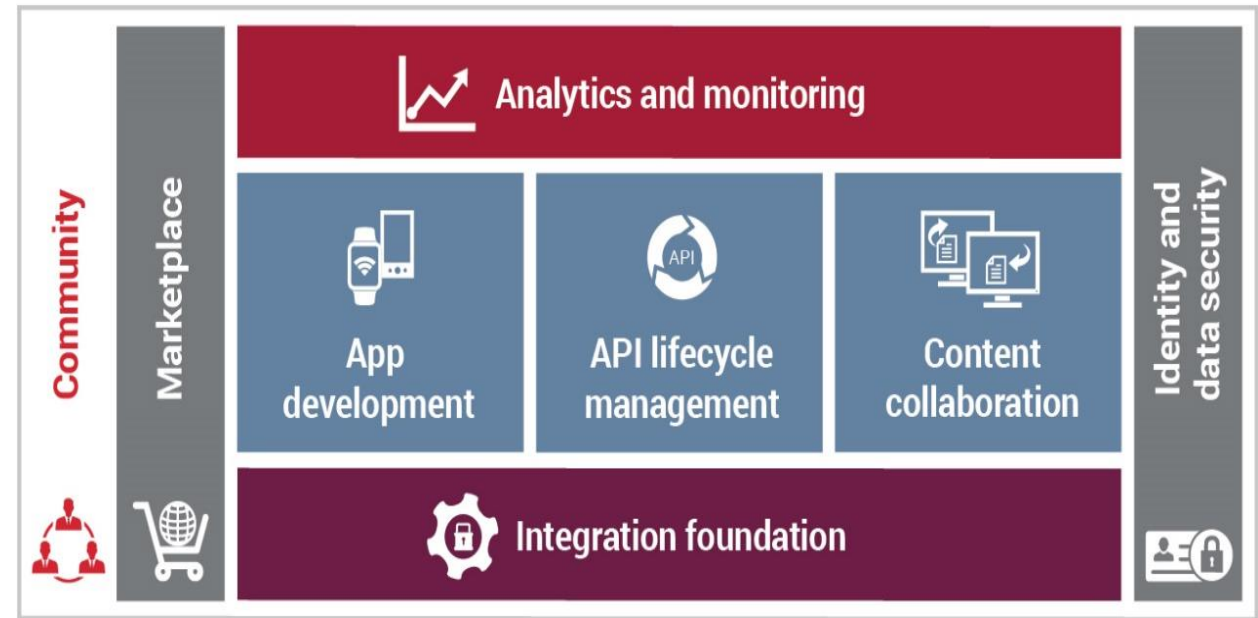 Community
Marketplace
Analytics and monitoring
App
development
API
API lifecycle
management
Content
collaboration
Integration foundation
Identity and
data security